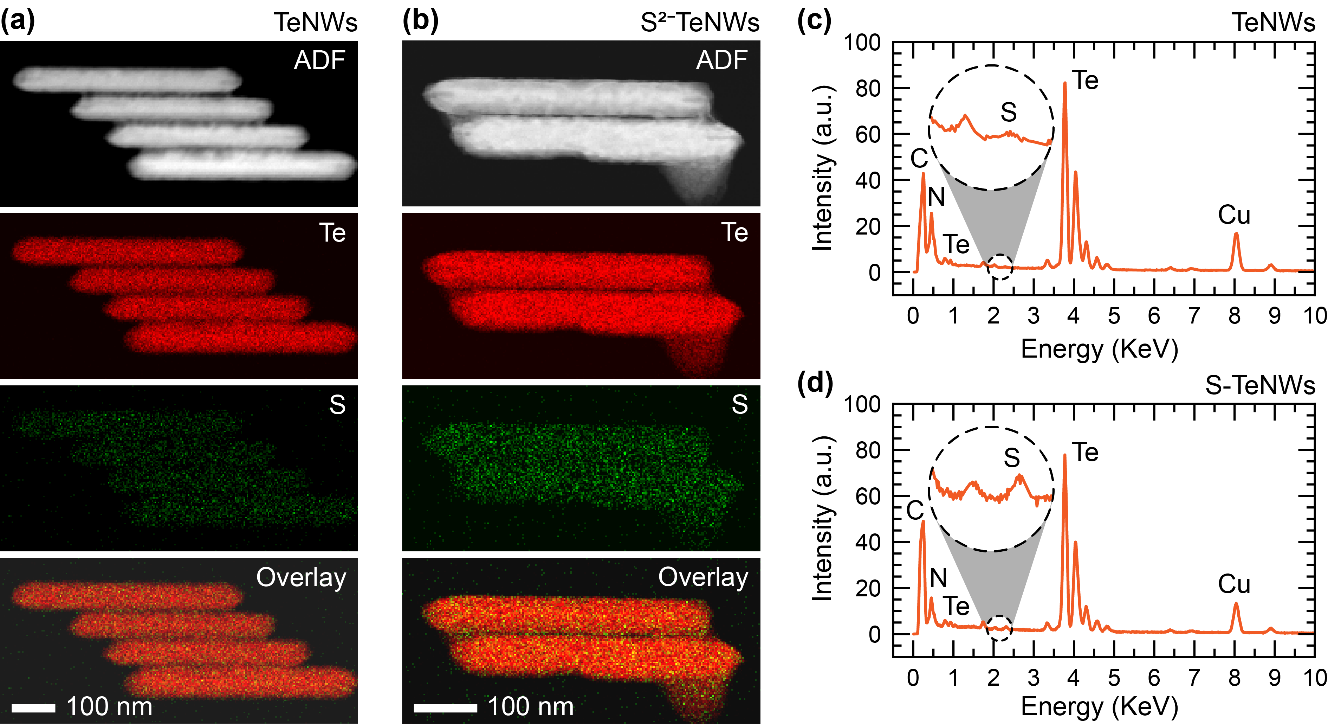 (a) TeNWs
ADF
Te
S
Overlay
100 nm
(b) S²⁻TeNWs
ADF
Te
S
Overlay
100 nm
(c) TeNWs
100
80
60
40
20
0
Intensity (a.u.)
C
N
Te
S
Te
Cu
0 1 2 3 4 5 6 7 8 9 10
Energy (KeV)
(d) S-TeNWs
100
80
60
40
20
0
Intensity (a.u.)
C
N
Te
S
Te
Cu
0 1 2 3 4 5 6 7 8 9 10
Energy (KeV)